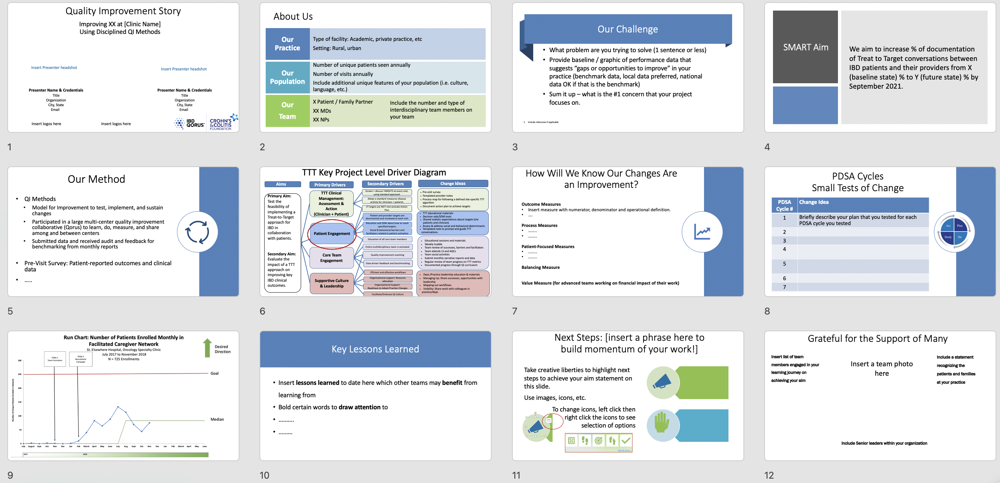 Quality Improvement Story
Improving XX at [Clinic Name]
Using Disciplined QI Methods
Insert Presenter headshot
Insert Presenter headshot
Presenter Name & Credentials
Title
Organization
City, State
Email
Presenter Name & Credentials
Title
Organization
City, State
Email
Insert logos here
Insert logos here
IBD
QORUS
CROHN'S
&COLITIS
FOUNDATION
1
About Us
Our
Practice
Type of facility: Academic, private practice, etc
Setting: Rural, urban
Our
Population
Number of unique patients seen annually
Number of visits annually
Include additional unique features of your population (i.e. culture,
language, etc.)
Our
Team
X Patient / Family Partner
XX MDs
XX NPs
Include the number and type of
interdisciplinary team members on
your team
2
Our Challenge
• What problem are you trying to solve (1 sentence or less)
• Provide baseline / graphic of performance data that
suggests “gaps or opportunities to improve” in your
practice (benchmark data, local data preferred, national
data OK if that is the benchmark)
• Sum it up – what is the #1 concern that your project
focuses on.
1. Include references if applicable
3
SMART Aim
We aim to increase % of documentation
of Treat to Target conversations between
IBD patients and their providers from X
(baseline state) % to Y (future state) % by
September 2021.
4
Our Method
• QI Methods
• Model for Improvement to test, implement, and sustain
changes
• Participated in a large multi-center quality improvement
collaborative (Qorus) to learn, do, measure, and share
among and between centers
• Submitted data and received audit and feedback for
benchmarking from monthly reports
• Pre-Visit Survey: Patient-reported outcomes and clinical
data
• .....
5
TTT Key Project Level Driver Diagram
Aims
Primary Aim:
Test the
feasibility of
implementing a
Treat-to-Target
approach for
IBD in
collaboration
with patients.
Secondary Aim:
Evaluate the
impact of a TTT
approach on
improving key
IBD clinical
outcomes.
Primary Drivers
TTT Clinical
Management:
Assessment &
Action
(Clinician + Patient)
Patient Engagement
Care Team
Engagement
Supportive Culture
& Leadership
Secondary Drivers
Screen + discuss TARGETS at every visit,
using standard approach
Adopt a standard measures disease
activity for clinicians + patients
If Targets are NOT met activate Action
Plan
Patient and provider targets are
documented and reviewed at each visit.
Education and SDM about how to reach
specified targets.
Social & behavioral barriers and
facilitators related to patient activation
Education of all care team members
Entire multidisciplinary team is activated
Quality improvement coaching
Data-driven feedback and benchmarking
Efficient and effective workflows
Organizational support: Resource
allocation
Organizational Support:
Readiness to Adopt Practice Changes
Facilitate/Embrace QI Culture
Change Ideas
• Pre-visit survey
• Templated provider notes
• Process map for following a defined site-specific TTT
algorithm
• Document action plan to achieve targets
• TTT educational materials
• Decision aids/SDM tools
• Shared realistic expectations about targets b/w
patients and clinicians
• Assess & address social and behavioral determinants
• Templated note to prompt and guide TTT
conversations.
• Educational sessions and materials
• Weekly huddle
• Team review of successes, barriers and facilitators
• Team attends LS and AQCs
• Team social activities
• Submit monthly narrative reports and data
• Regular review of team progress on TTT metrics
• Documented progress through QI curriculum
• Dept./Practice leadership education & materials
• Managing Up: Share successes, opportunities with
leadership
• Mapping out workflows
• Visibility: Share work with colleagues in
practice/dept.
6
How Will We Know Our Changes Are
an Improvement?
Outcome Measures
• Insert measure with numerator, denominator and operational definition.
• ....
Process Measures
• ........
• ........
Patient-Focused Measures
• ........
• ........
Balancing Measure
Value Measure (for advanced teams working on financial impact of their work)
7
PDSA Cycles
Small Tests of Change
PDSA
Cycle #
Change Idea
1
Briefly describe your plan that you tested for each
PDSA cycle you tested
2
3
4
5
6
7
Act
Plan
Study
Do
8
Run Chart: Number of Patients Enrolled Monthly in
Facilitated Caregiver Network
St. Elsewhere Hospital, Oncology Specialty Clinic
July 2017 to November 2018
N = 725 Enrollments
Desired
Direction
PDSA 1
Team Formation
PDSA 2
Recruitment
Campaign
Number of Unique Patients Enrolled in Network
300
250
200
150
100
50
0
Goal
Median
July August Sept Oct Nov Dec Jan Feb March April May June July Aug Sept Oct Nov Dec Jan Feb March April May June
2017 2018
9
Key Lessons Learned
• Insert lessons learned to date here which other teams may benefit from
learning from
• Bold certain words to draw attention to
• ..........
• .........
10
Next Steps: [insert a phrase here to
build momentum of your work!]
Take creative liberties to highlight next
steps to achieve your aim statement on
this slide.
Use images, icons, etc.
To change icons, left click then
right click the icons to see
selection of options
See all icons...
11
Grateful for the Support of Many
Insert list of team
members engaged in your
learning journey on
achieving your aim
Insert a team photo
here
Include a statement
recognizing the
patients and families
at your practice
Include Senior leaders within your organization
12